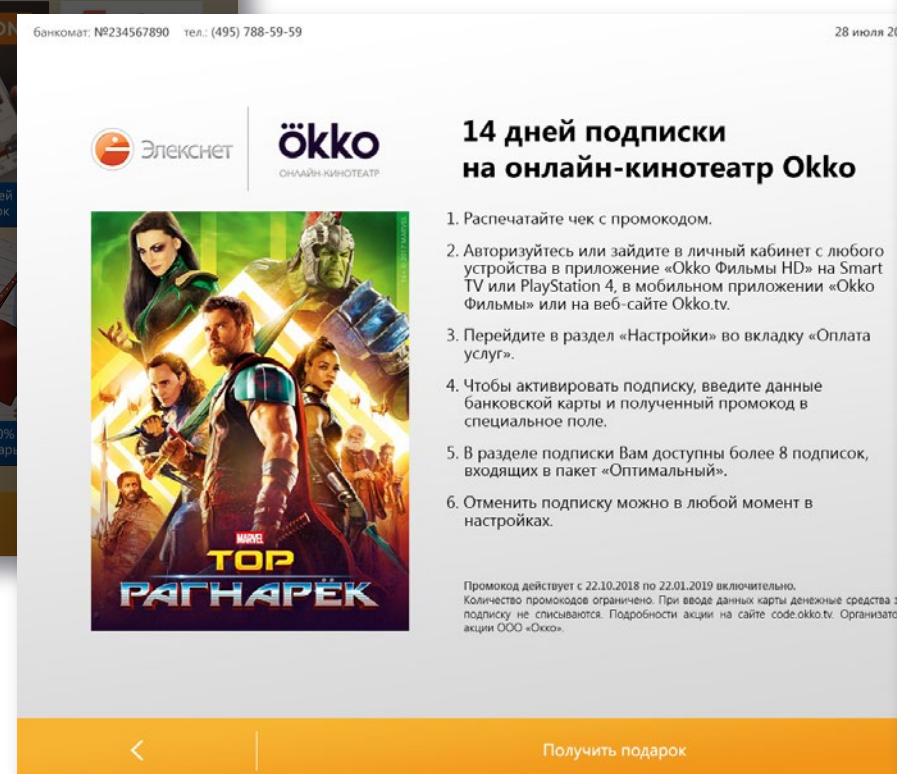 банкомат: №234567890 тел.: (495) 788-59-59
28 июля 20
Элекснет
ökko
ОНЛАЙН-КИНОТЕАТР
14 дней подписки
на онлайн-кинотеатр Okko
1. Распечатайте чек с промокодом.
2. Авторизуйтесь или зайдите в личный кабинет с любого
устройства в приложение «Okko Фильмы HD» на Smart
TV или PlayStation 4, в мобильном приложении «Okko
Фильмы» или на веб-сайте Okko.tv.
3. Перейдите в раздел «Настройки» во вкладку «Оплата
услуг».
4. Чтобы активировать подписку, введите данные
банковской карты и полученный промокод в
специальное поле.
5. В разделе подписки Вам доступны более 8 подписок,
входящих в пакет «Оптимальный».
6. Отменить подписку можно в любой момент в
настройках.
MARVEL
ТОР
РАГНАРЁК
Промокод действует с 22.10.2018 по 22.01.2019 включительно.
Количество промокодов ограничено. При вводе данных карты денежные средства з
подписку не списываются. Подробности акции на сайте code.okko.tv. Организато
акции ООО «Окко».
Получить подарок